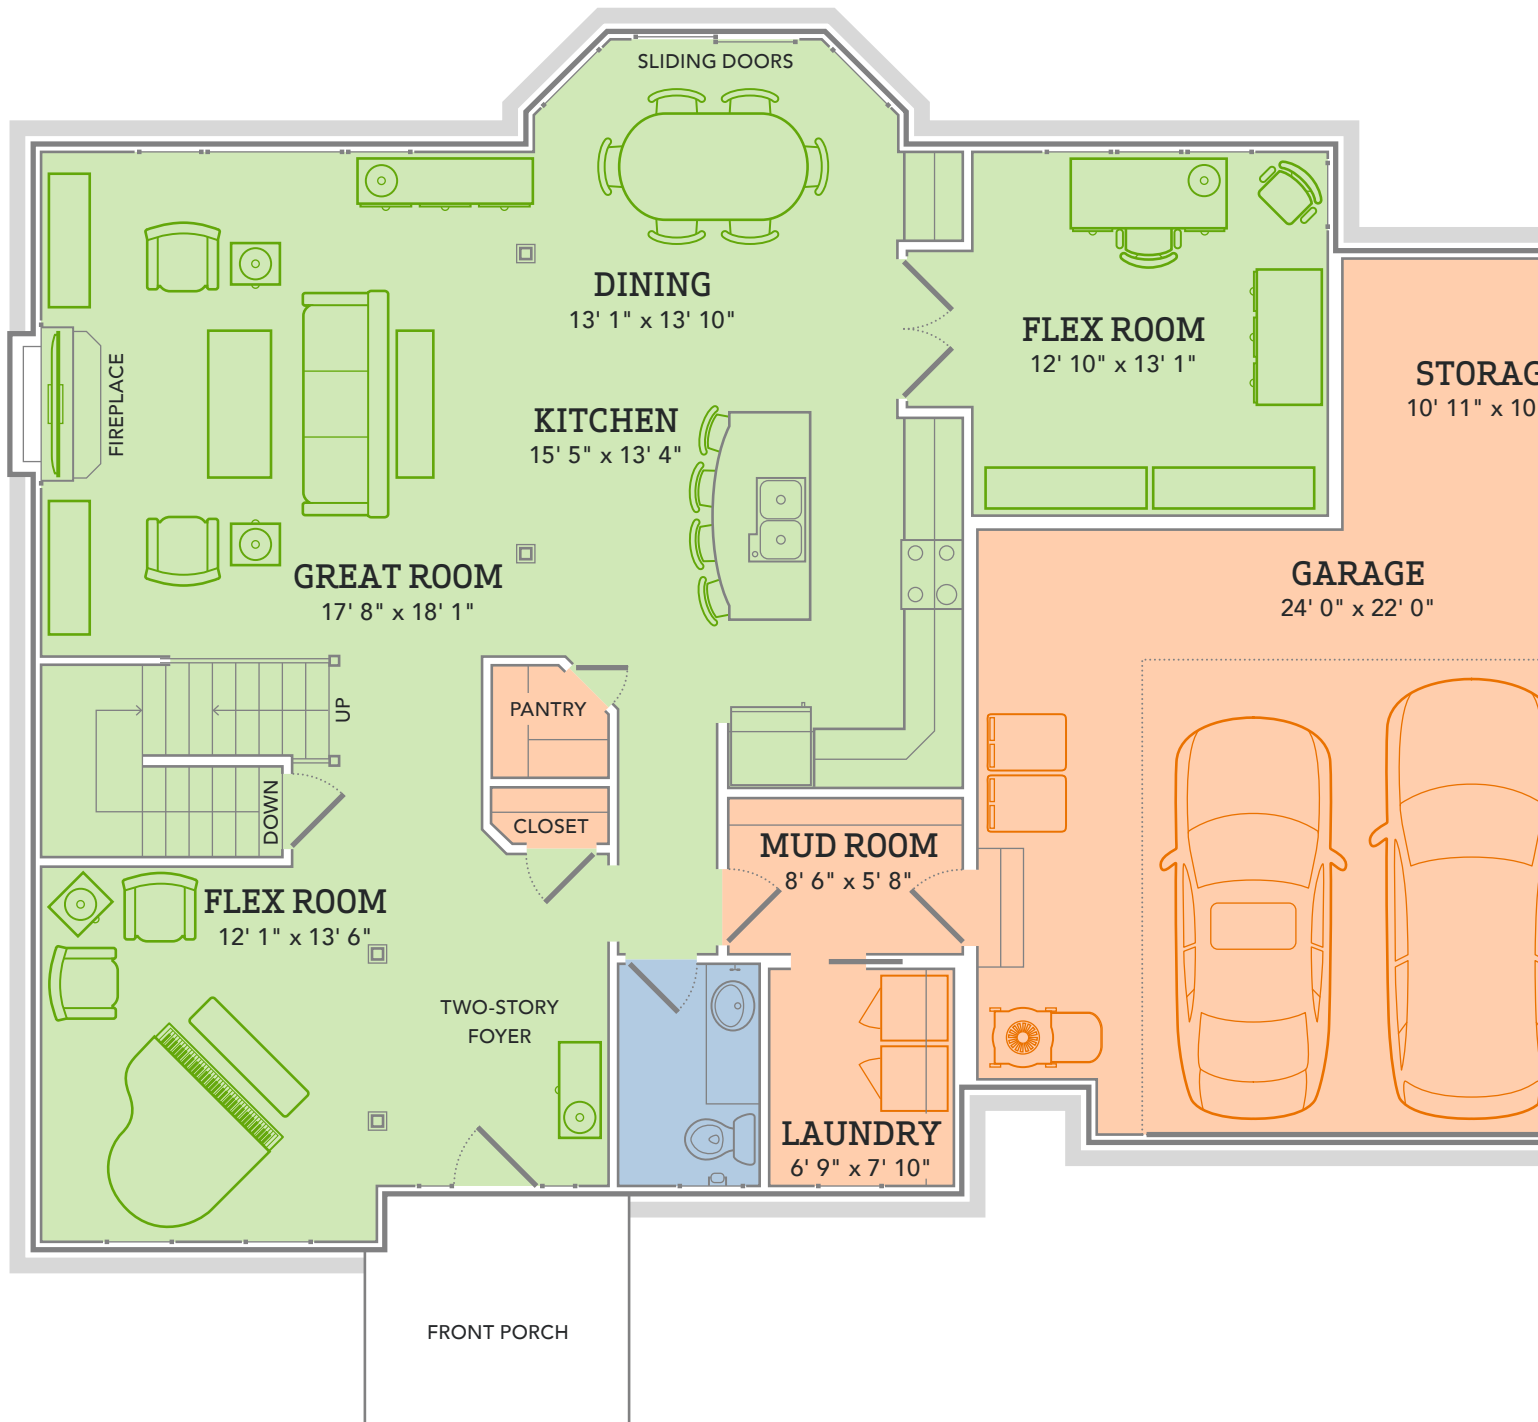 SLIDING DOORS
DINING
13' 1" x 13' 10"
FLEX ROOM
12' 10" x 13' 1"
FIREPLACE
KITCHEN
15' 5" x 13' 4"
10' 11" x 10
GREAT ROOM
17' 8" x 18' 1"
GARAGE
24' 0" x 22' 0"
UP
PANTRY
DOWN
CLOSET
MUD ROOM
8' 6" x 5' 8"
FLEX ROOM
12' 1" x 13' 6"
TWO-STORY
FOYER
LAUNDRY
6' 9" x 7' 10"
FRONT PORCH